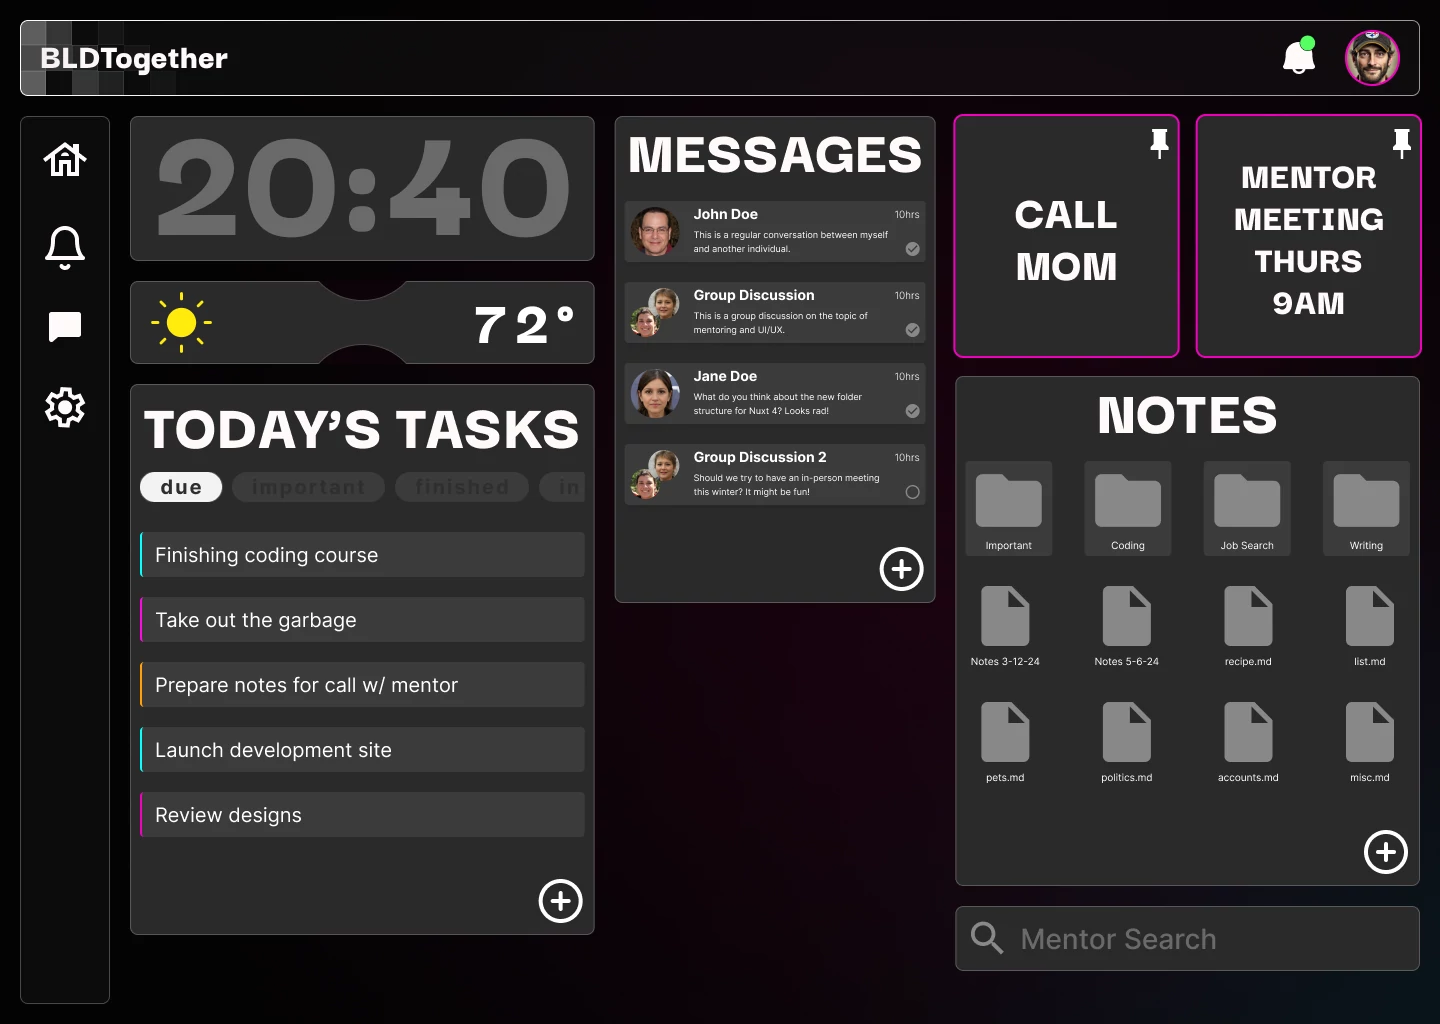 BLDTogether
20:40
72°
TODAY’S TASKS
due important finished in
Finishing coding course
Take out the garbage
Prepare notes for call w/ mentor
Launch development site
Review designs
MESSAGES
John Doe 10hrs
This is a regular conversation between myself
and another individual.
Group Discussion 10hrs
This is a group discussion on the topic of
mentoring and UI/UX.
Jane Doe 10hrs
What do you think about the new folder
structure for Nuxt 4? Looks rad!
Group Discussion 2 10hrs
Should we try to have an in-person meeting
this winter? It might be fun!
CALL
MOM
MENTOR
MEETING
THURS
9AM
NOTES
Important Coding Job Search Writing
Notes 3-12-24 Notes 5-6-24 recipe.md list.md
pets.md politics.md accounts.md misc.md
Mentor Search